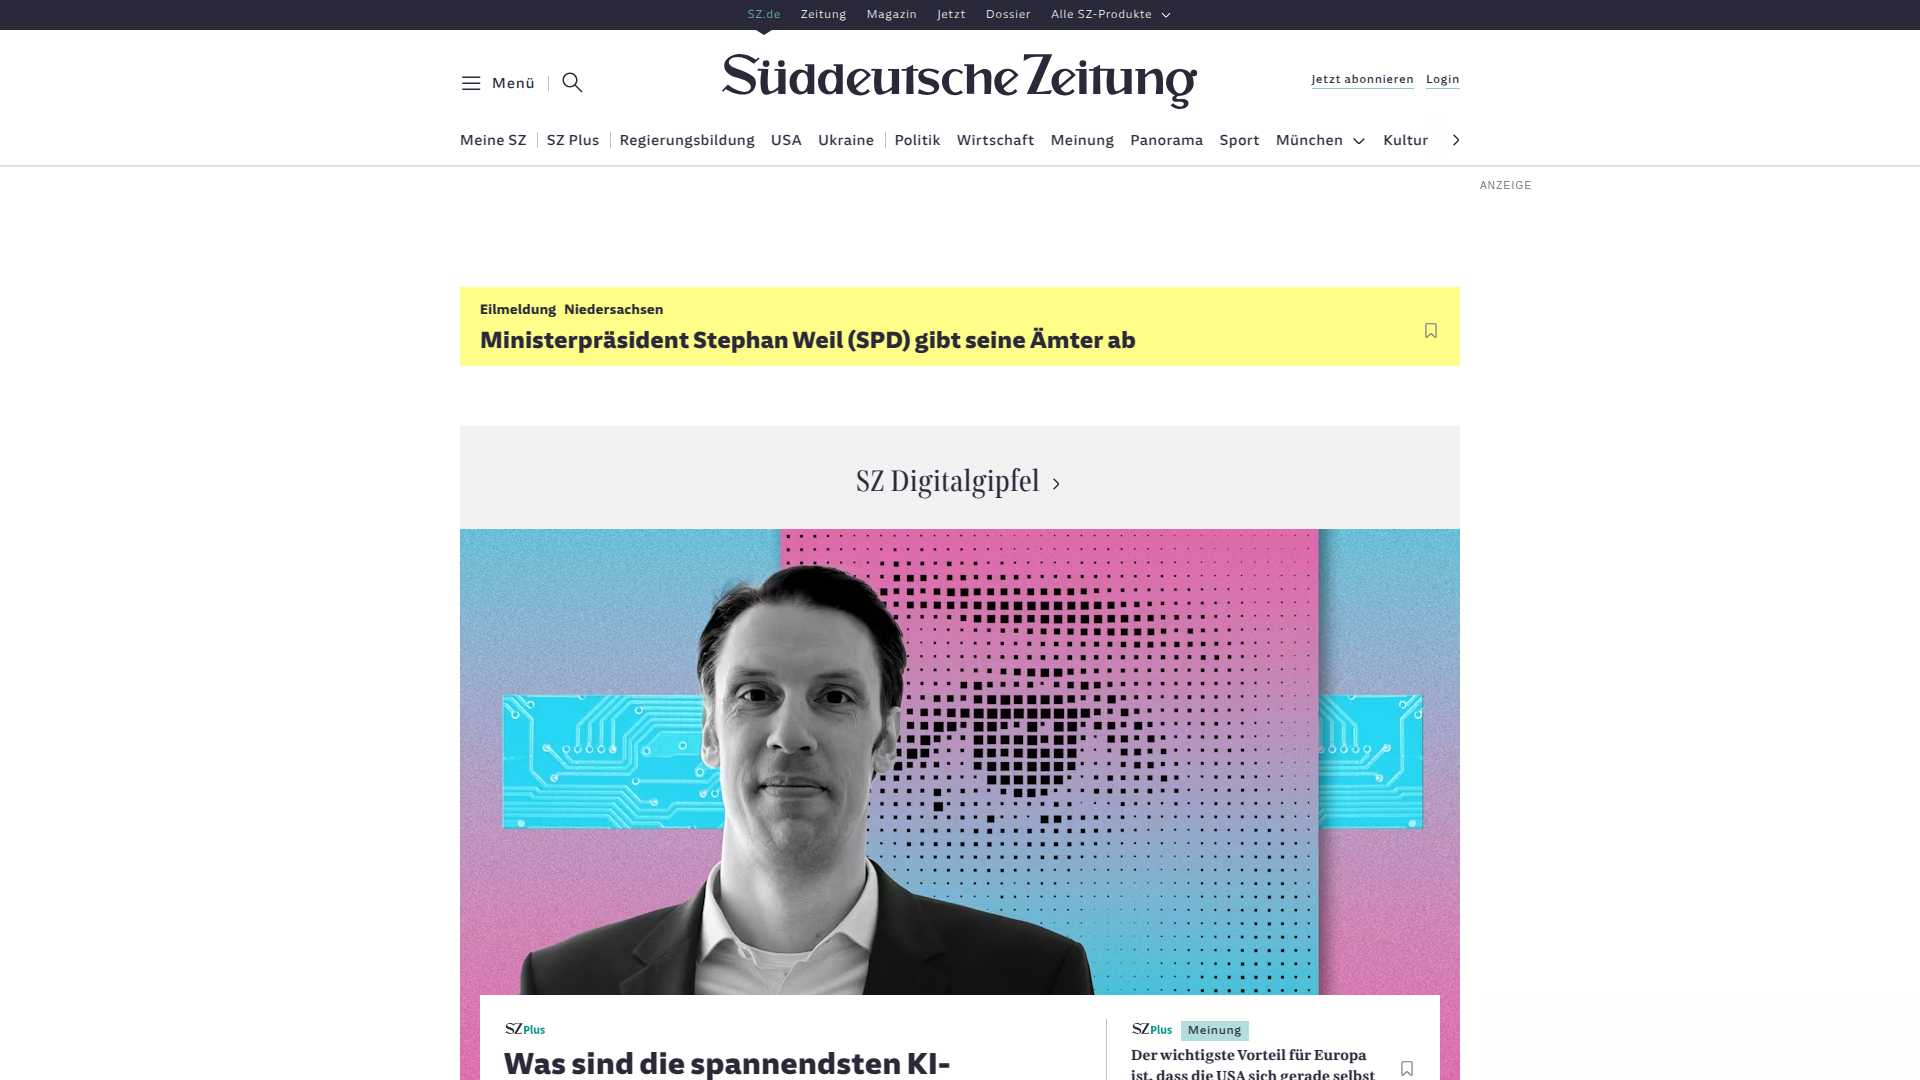 SZ.de Zeitung Magazin Jetzt Dossier Alle SZ-Produkte
Menü
Süddeutsche Zeitung
Jetzt abonnieren Login
Meine SZ SZ Plus Regierungsbildung USA Ukraine Politik Wirtschaft Meinung Panorama Sport München Kultur
ANZEIGE
Eilmeldung Niedersachsen
Ministerpräsident Stephan Weil (SPD) gibt seine Ämter ab
SZ Digitalgipfel
SZ Plus
Was sind die spannendsten KI-
SZ Plus Meinung
Der wichtigste Vorteil für Europa
ist, dass die USA sich gerade selbst